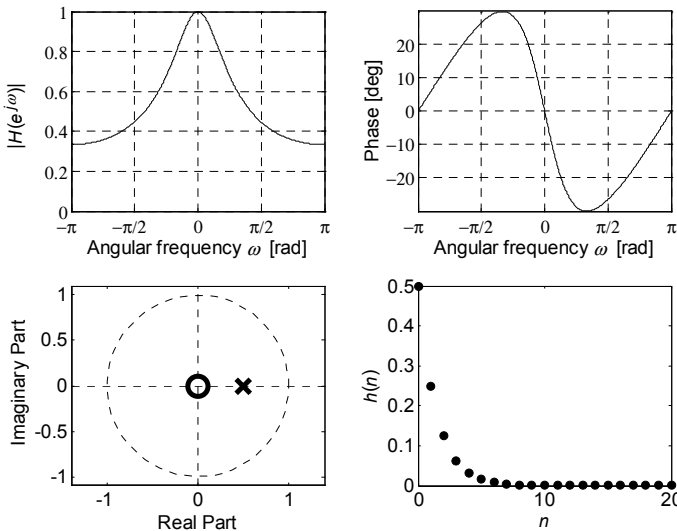 1
0.8
0.6
0.4
0.2
0
−π −π/2 0 π/2 π
|H(e^{jω})|
Angular frequency ω [rad]
20
10
0
−10
−20
−π −π/2 0 π/2 π
Phase [deg]
Angular frequency ω [rad]
1
0.5
0
-0.5
-1
-1 0 1
Imaginary Part
Real Part
0.5
0.4
0.3
0.2
0.1
0
0 10 20
h(n)
n